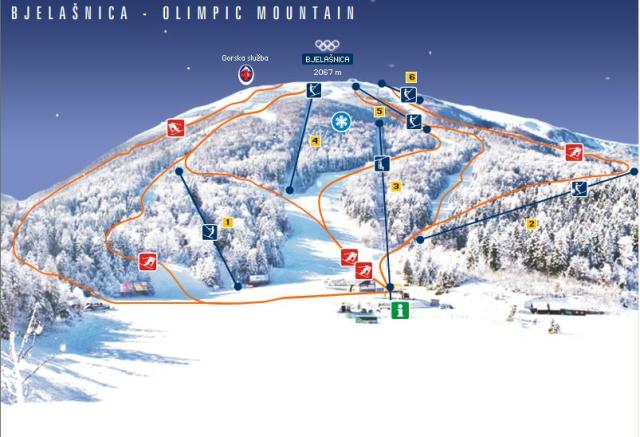 BJELAŠNICA - OLIMPIC MOUNTAIN
Gorska služba
BJELAŠNICA
2067 m
6
5
4
3
1
2
i